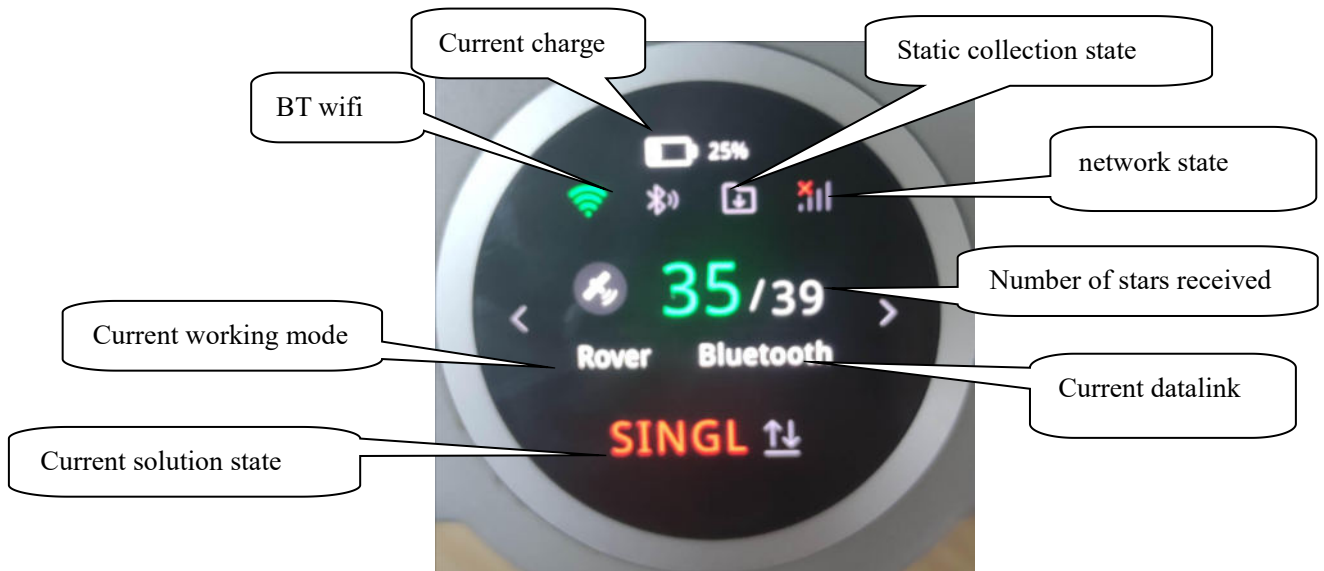 Current charge
Static collection state
BT wifi
25%
network state
35/39
Number of stars received
Current working mode
Rover Bluetooth
Current datalink
SINGL
Current solution state